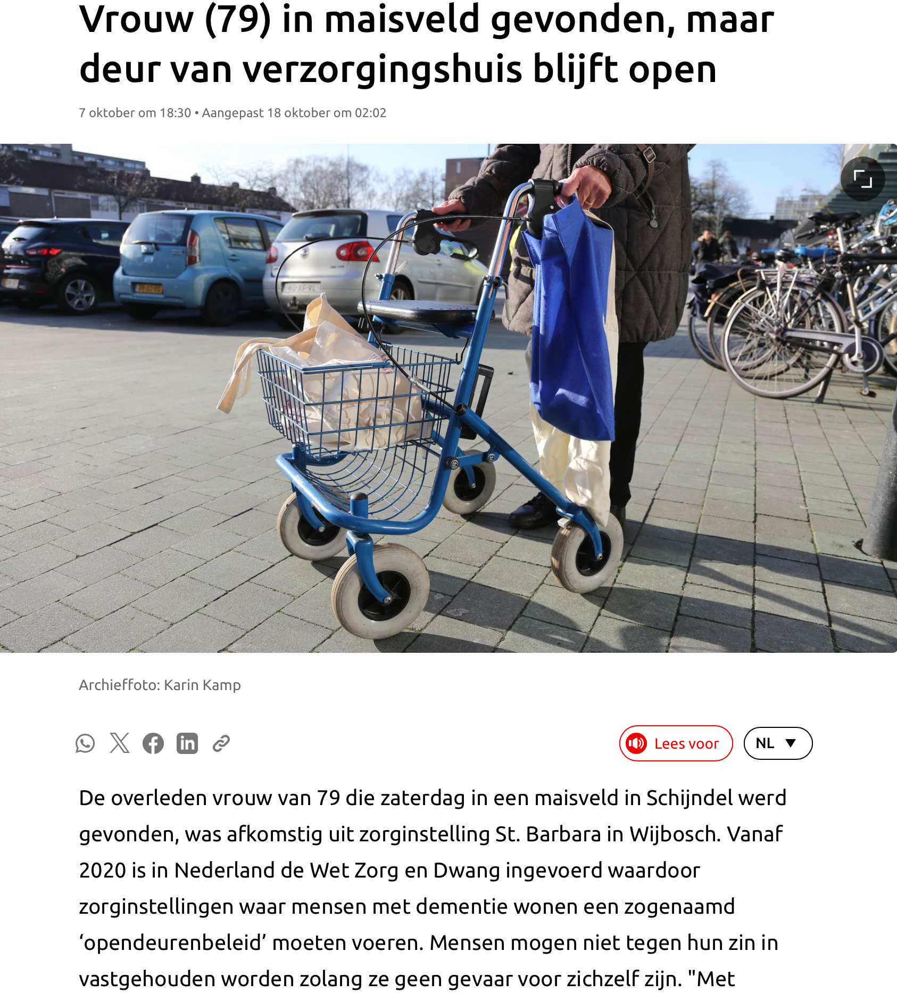 Vrouw (79) in maisveld gevonden, maar
deur van verzorgingshuis blijft open
7 oktober om 18:30 • Aangepast 18 oktober om 02:02
40-XF-VL
Archieffoto: Karin Kamp
Lees voor
NL
De overleden vrouw van 79 die zaterdag in een maisveld in Schijndel werd
gevonden, was afkomstig uit zorginstelling St. Barbara in Wijbosch. Vanaf
2020 is in Nederland de Wet Zorg en Dwang ingevoerd waardoor
zorginstellingen waar mensen met dementie wonen een zogenaamd
‘opendeurenbeleid’ moeten voeren. Mensen mogen niet tegen hun zin in
vastgehouden worden zolang ze geen gevaar voor zichzelf zijn. "Met